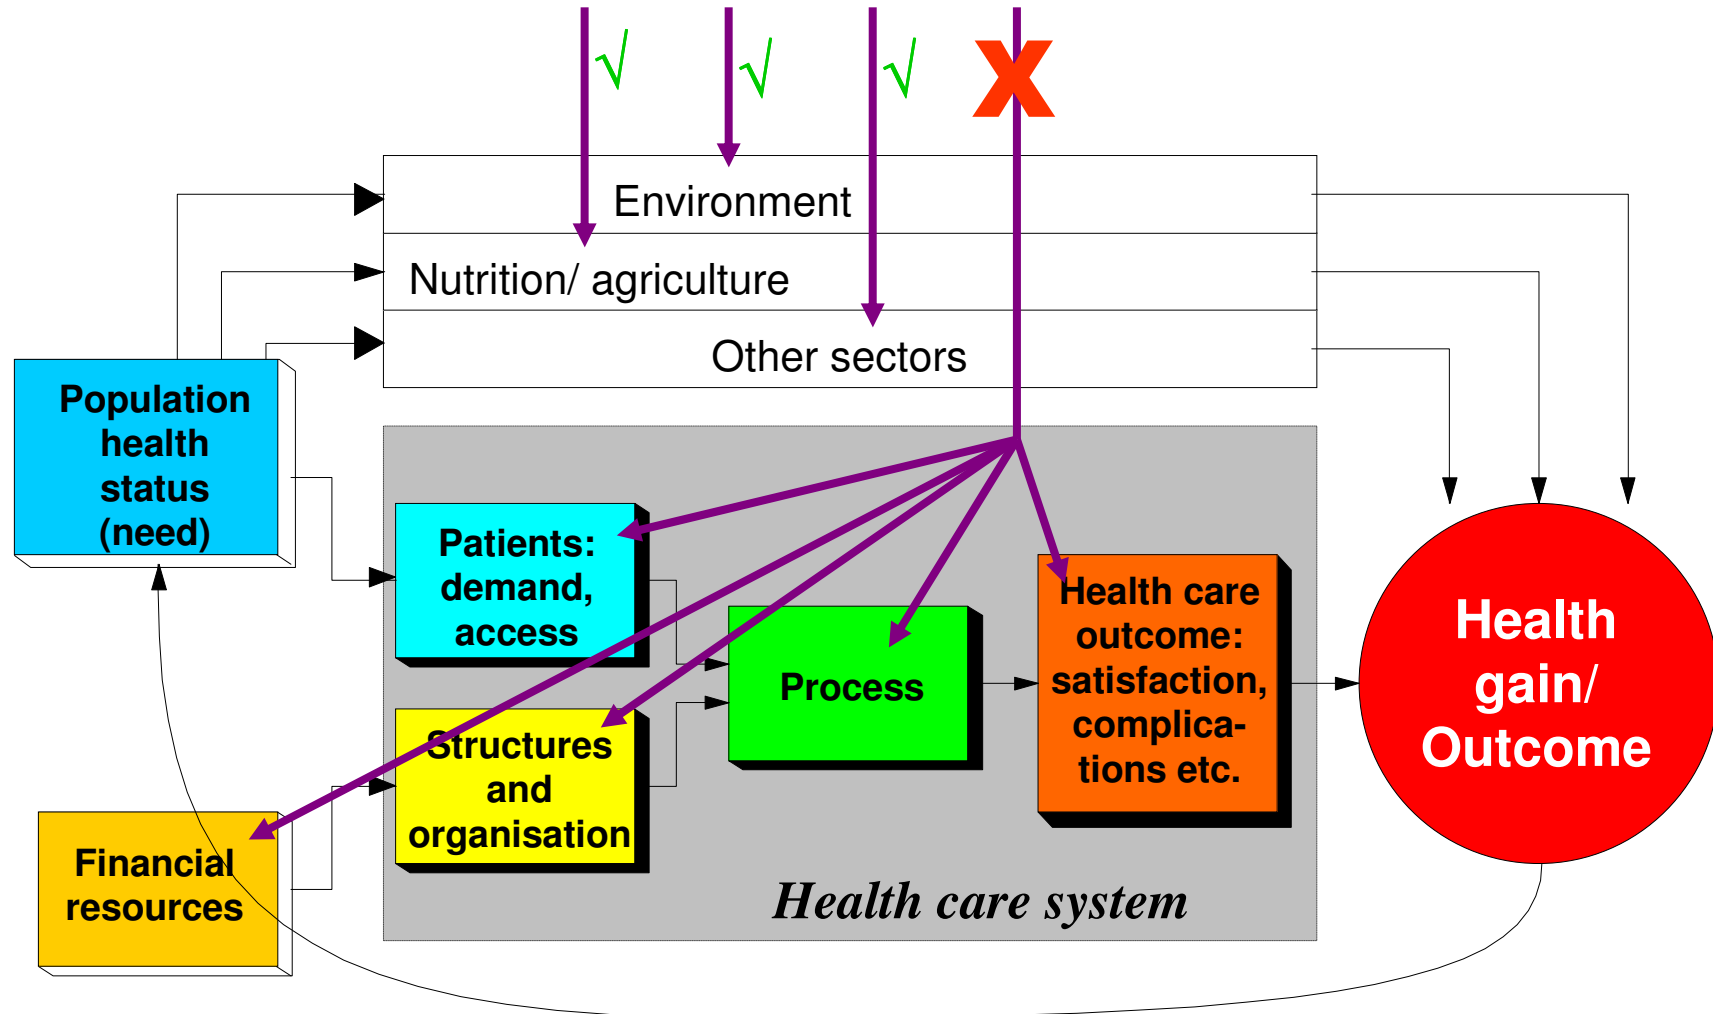 √ √ √ X
Environment
Nutrition/ agriculture
Other sectors
Population
health
status
(need)
Patients:
demand,
access
Structures
and
organisation
Financial
resources
Process
Health care
outcome:
satisfaction,
complica-
tions etc.
Health
gain/
Outcome
Health care system